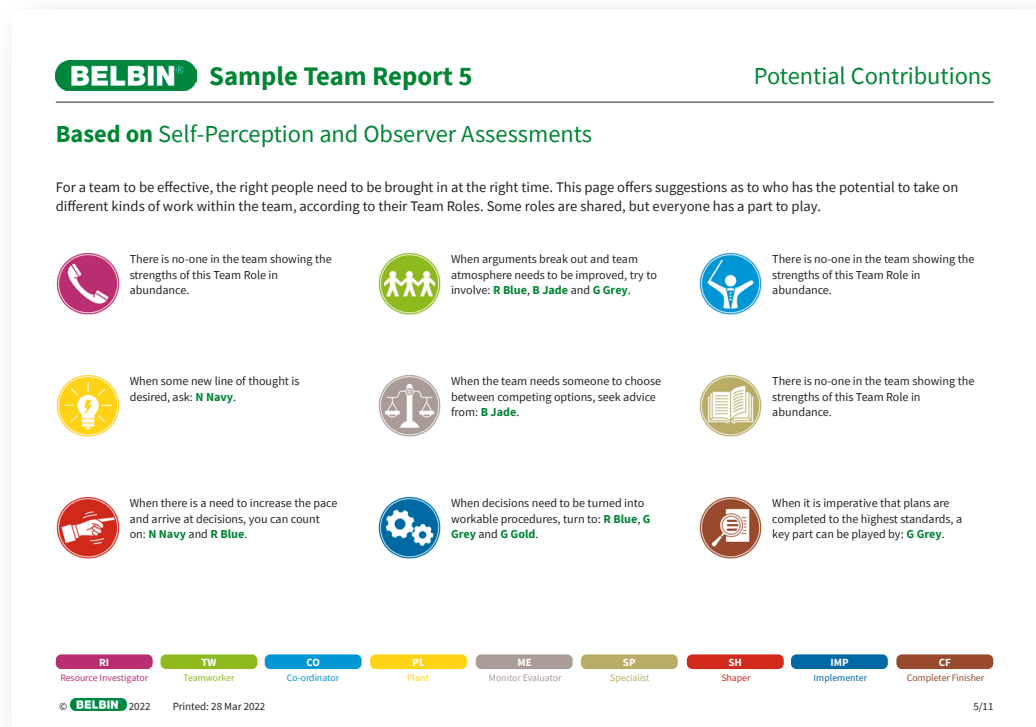 BELBIN® Sample Team Report 5
Potential Contributions
Based on Self-Perception and Observer Assessments
For a team to be effective, the right people need to be brought in at the right time. This page offers suggestions as to who has the potential to take on
different kinds of work within the team, according to their Team Roles. Some roles are shared, but everyone has a part to play.
There is no-one in the team showing the
strengths of this Team Role in
abundance.
When arguments break out and team
atmosphere needs to be improved, try to
involve: R Blue, B Jade and G Grey.
There is no-one in the team showing the
strengths of this Team Role in
abundance.
When some new line of thought is
desired, ask: N Navy.
When the team needs someone to choose
between competing options, seek advice
from: B Jade.
There is no-one in the team showing the
strengths of this Team Role in
abundance.
When there is a need to increase the pace
and arrive at decisions, you can count
on: N Navy and R Blue.
When decisions need to be turned into
workable procedures, turn to: R Blue, G
Grey and G Gold.
When it is imperative that plans are
completed to the highest standards, a
key part can be played by: G Grey.
RI
Resource Investigator
TW
Teamworker
CO
Co-ordinator
PL
Plant
ME
Monitor Evaluator
SP
Specialist
SH
Shaper
IMP
Implementer
CF
Completer Finisher
© BELBIN® 2022 Printed: 28 Mar 2022
5/11